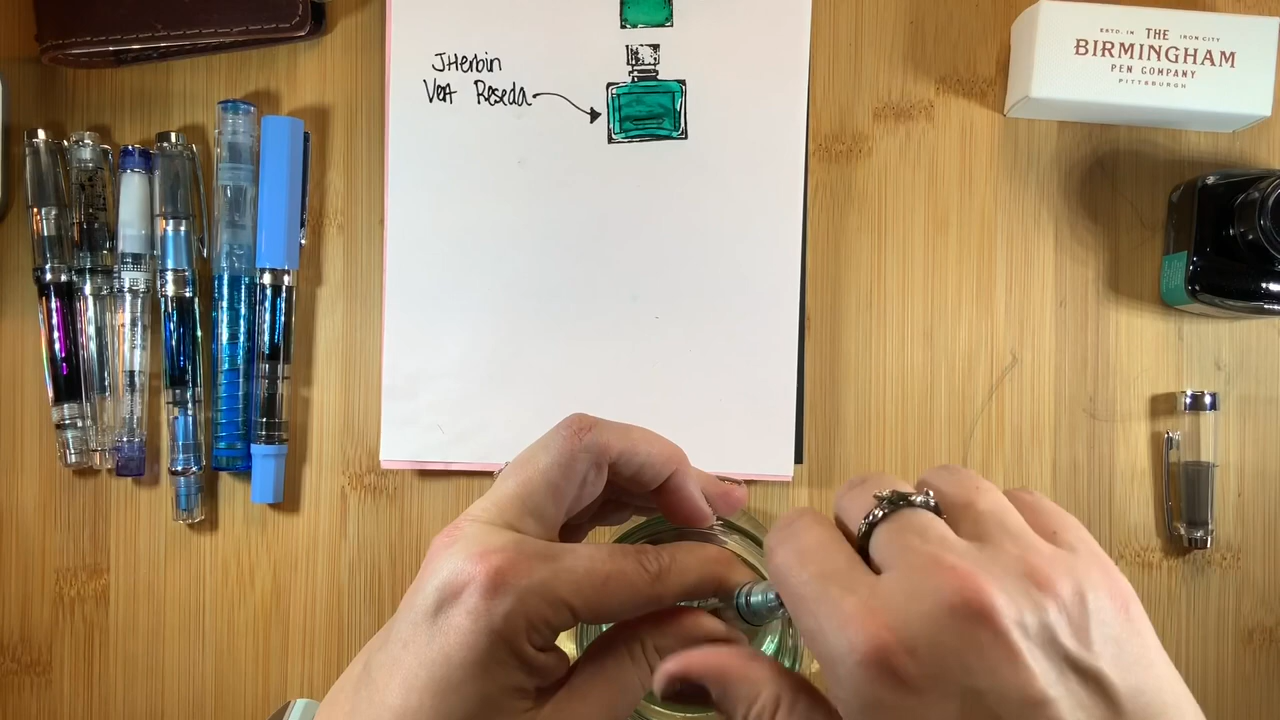 JHerbin
Vert Reseda
ESTD. IN THE IRON CITY
BIRMINGHAM
PEN COMPANY
PITTSBURGH